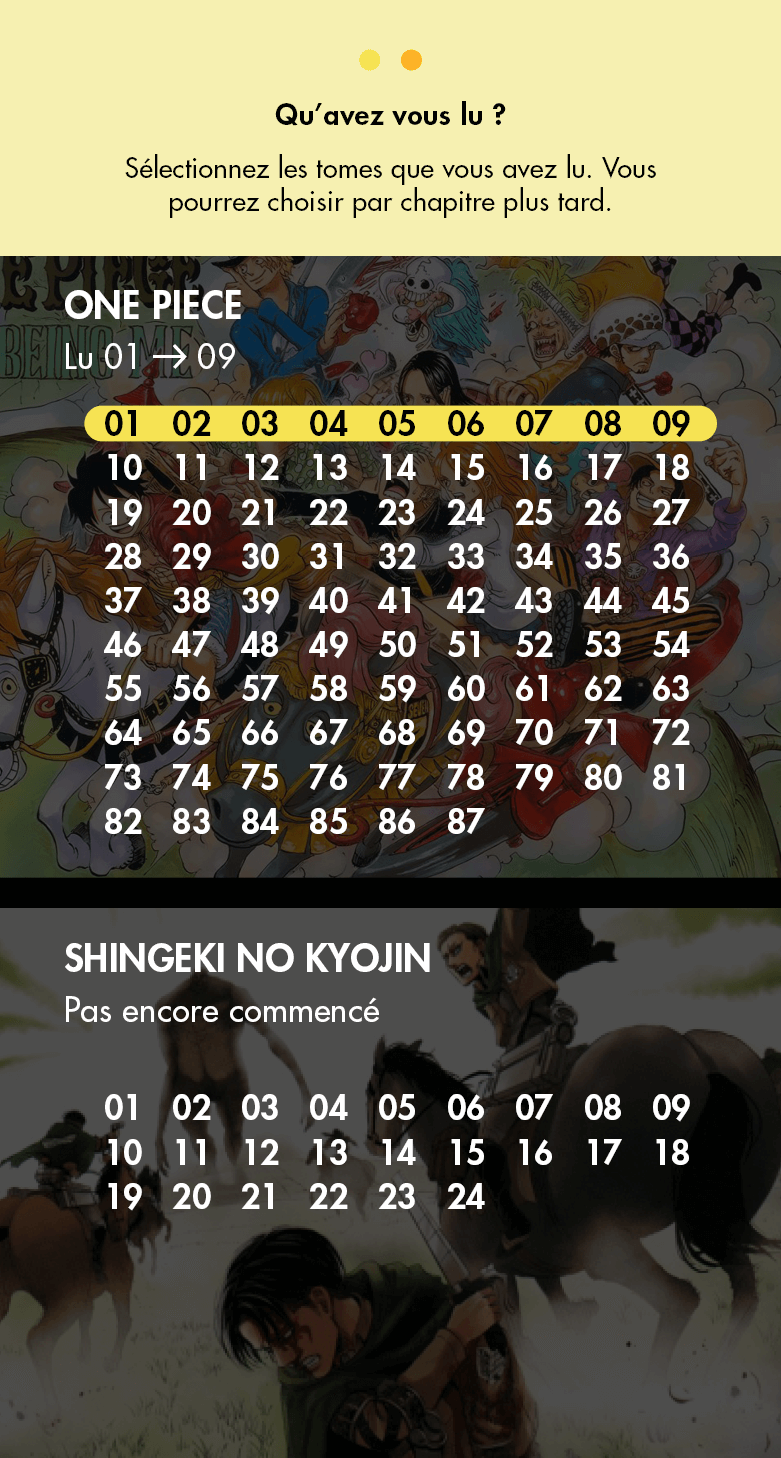 Qu’avez vous lu ?
Sélectionnez les tomes que vous avez lu. Vous
pourrez choisir par chapitre plus tard.
ONE PIECE
Lu 01 → 09
01 02 03 04 05 06 07 08 09
10 11 12 13 14 15 16 17 18
19 20 21 22 23 24 25 26 27
28 29 30 31 32 33 34 35 36
37 38 39 40 41 42 43 44 45
46 47 48 49 50 51 52 53 54
55 56 57 58 59 60 61 62 63
64 65 66 67 68 69 70 71 72
73 74 75 76 77 78 79 80 81
82 83 84 85 86 87
SHINGEKI NO KYOJIN
Pas encore commencé
01 02 03 04 05 06 07 08 09
10 11 12 13 14 15 16 17 18
19 20 21 22 23 24